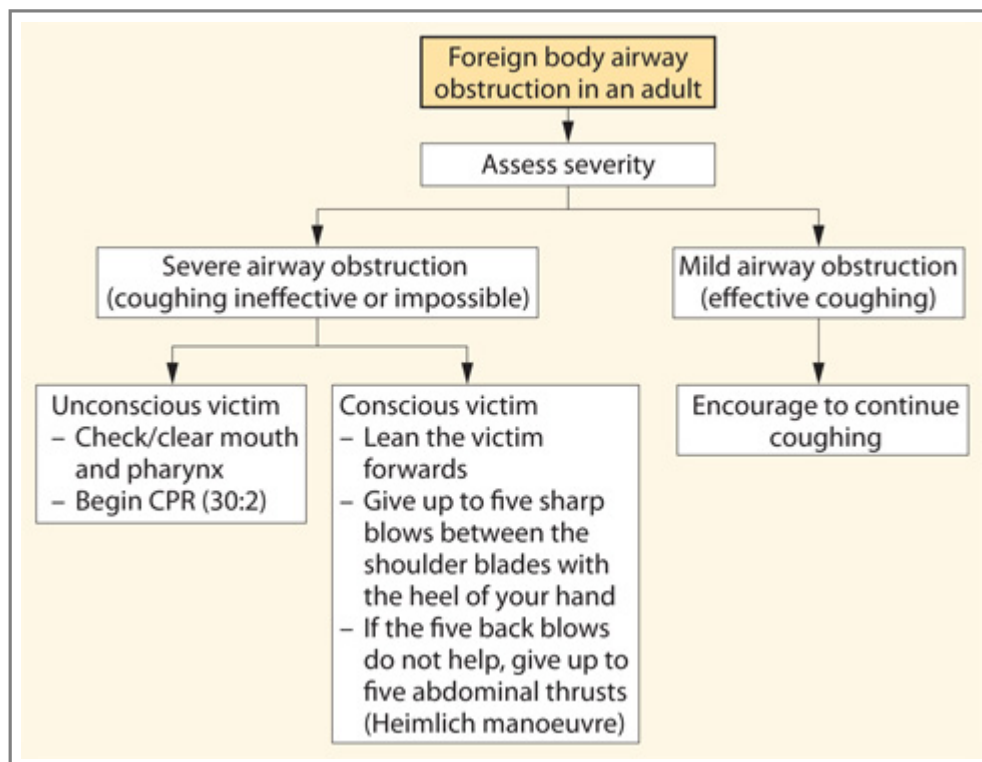 Foreign body airway
obstruction in an adult
Assess severity
Severe airway obstruction
(coughing ineffective or impossible)
Mild airway obstruction
(effective coughing)
Unconscious victim
– Check/clear mouth
and pharynx
– Begin CPR (30:2)
Conscious victim
– Lean the victim
forwards
– Give up to five sharp
blows between the
shoulder blades with
the heel of your hand
– If the five back blows
do not help, give up to
five abdominal thrusts
(Heimlich manoeuvre)
Encourage to continue
coughing